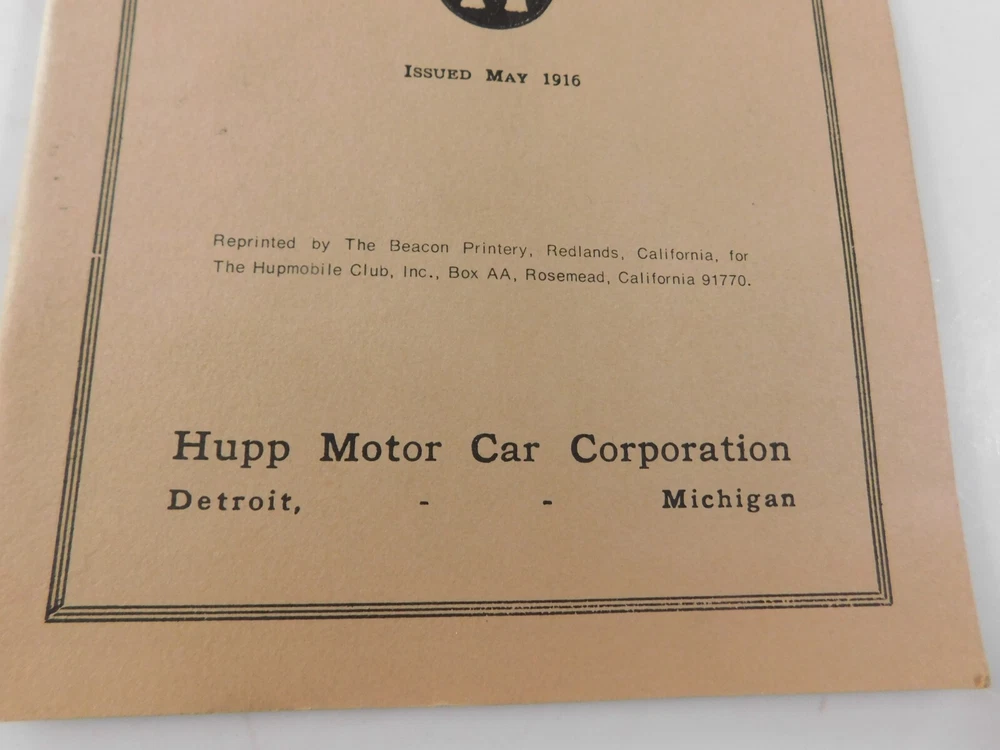 Issued May 1916
Reprinted by The Beacon Printery, Redlands, California, for
The Hupmobile Club, Inc., Box AA, Rosemead, California 91770.
Hupp Motor Car Corporation
Detroit, - - Michigan